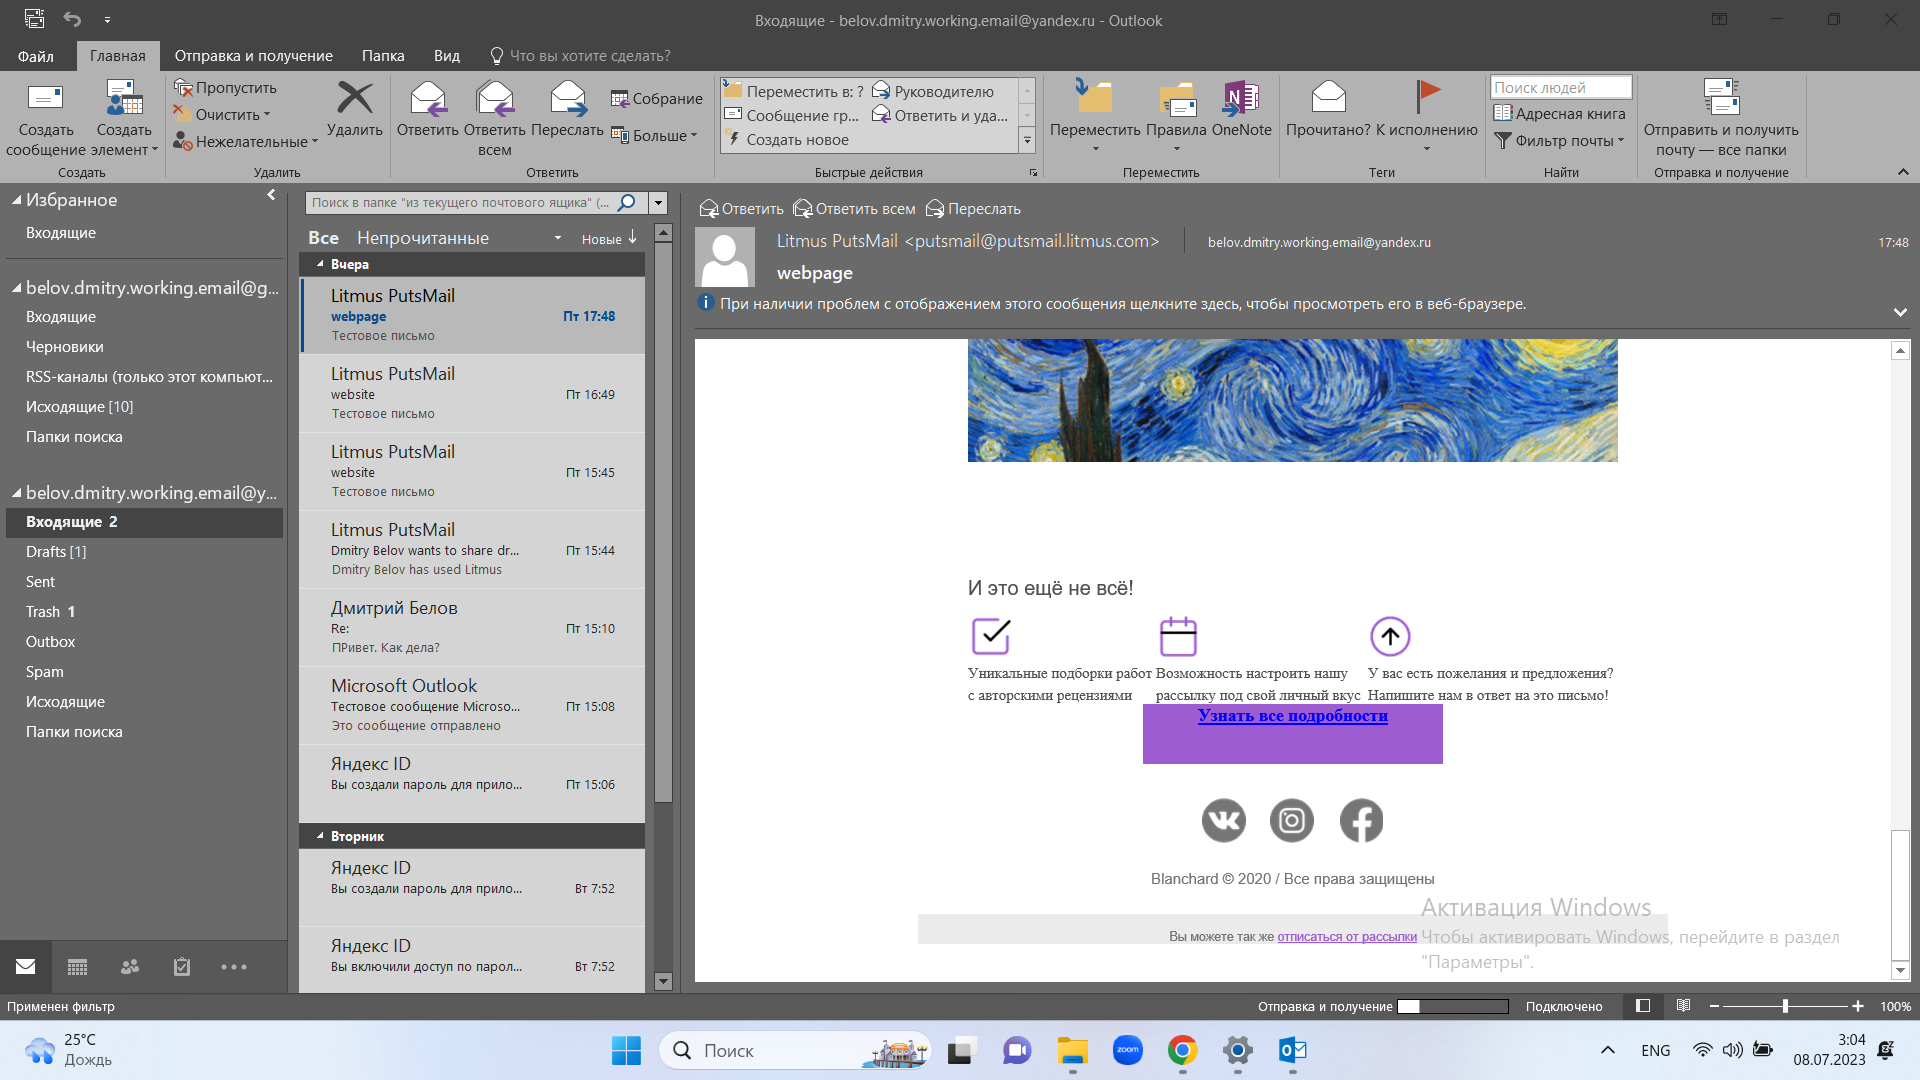 Входящие - belov.dmitry.working.email@yandex.ru - Outlook
Файл
Главная
Отправка и получение
Папка
Вид
Что вы хотите сделать?
Создать сообщение
Создать элемент
Создать
Пропустить
Очистить
Нежелательные
Удалить
Удалить
Ответить
Ответить всем
Переслать
Собрание
Больше
Ответить
Переместить в: ?
Руководителю
Сообщение гр...
Ответить и уда...
Создать новое
Быстрые действия
Переместить
Правила
OneNote
Переместить
Прочитано?
К исполнению
Теги
Поиск людей
Адресная книга
Фильтр почты
Найти
Отправить и получить
почту — все папки
Отправка и получение
Избранное
Входящие
belov.dmitry.working.email@g...
Входящие
Черновики
RSS-каналы (только этот компьют...
Исходящие [10]
Папки поиска
belov.dmitry.working.email@y...
Входящие 2
Drafts [1]
Sent
Trash 1
Outbox
Spam
Исходящие
Папки поиска
Поиск в папке "из текущего почтового ящика" (...
Все Непрочитанные
Новые
Вчера
Litmus PutsMail
webpage Пт 17:48
Тестовое письмо
Litmus PutsMail
website Пт 16:49
Тестовое письмо
Litmus PutsMail
website Пт 15:45
Тестовое письмо
Litmus PutsMail
Dmitry Belov wants to share dr... Пт 15:44
Dmitry Belov has used Litmus
Дмитрий Белов
Re: Пт 15:10
ПРивет. Как дела?
Microsoft Outlook
Тестовое сообщение Microso... Пт 15:08
Это сообщение отправлено
Яндекс ID
Вы создали пароль для прило... Пт 15:06
Вторник
Яндекс ID
Вы создали пароль для прило... Вт 7:52
Яндекс ID
Вы включили доступ по парол... Вт 7:52
Ответить Ответить всем Переслать
Litmus PutsMail <putsmail@putsmail.litmus.com>
belov.dmitry.working.email@yandex.ru
17:48
webpage
При наличии проблем с отображением этого сообщения щелкните здесь, чтобы просмотреть его в веб-браузере.
И это ещё не всё!
Уникальные подборки работ
с авторскими рецензиями
Возможность настроить нашу
рассылку под свой личный вкус
У вас есть пожелания и предложения?
Напишите нам в ответ на это письмо!
Узнать все подробности
Blanchard © 2020 / Все права защищены
Вы можете так же отписаться от рассылки
Активация Windows
Чтобы активировать Windows, перейдите в раздел
"Параметры".
Применен фильтр
Отправка и получение
Подключено
100%
25°C
Дождь
Поиск
zoom
ENG
3:04
08.07.2023